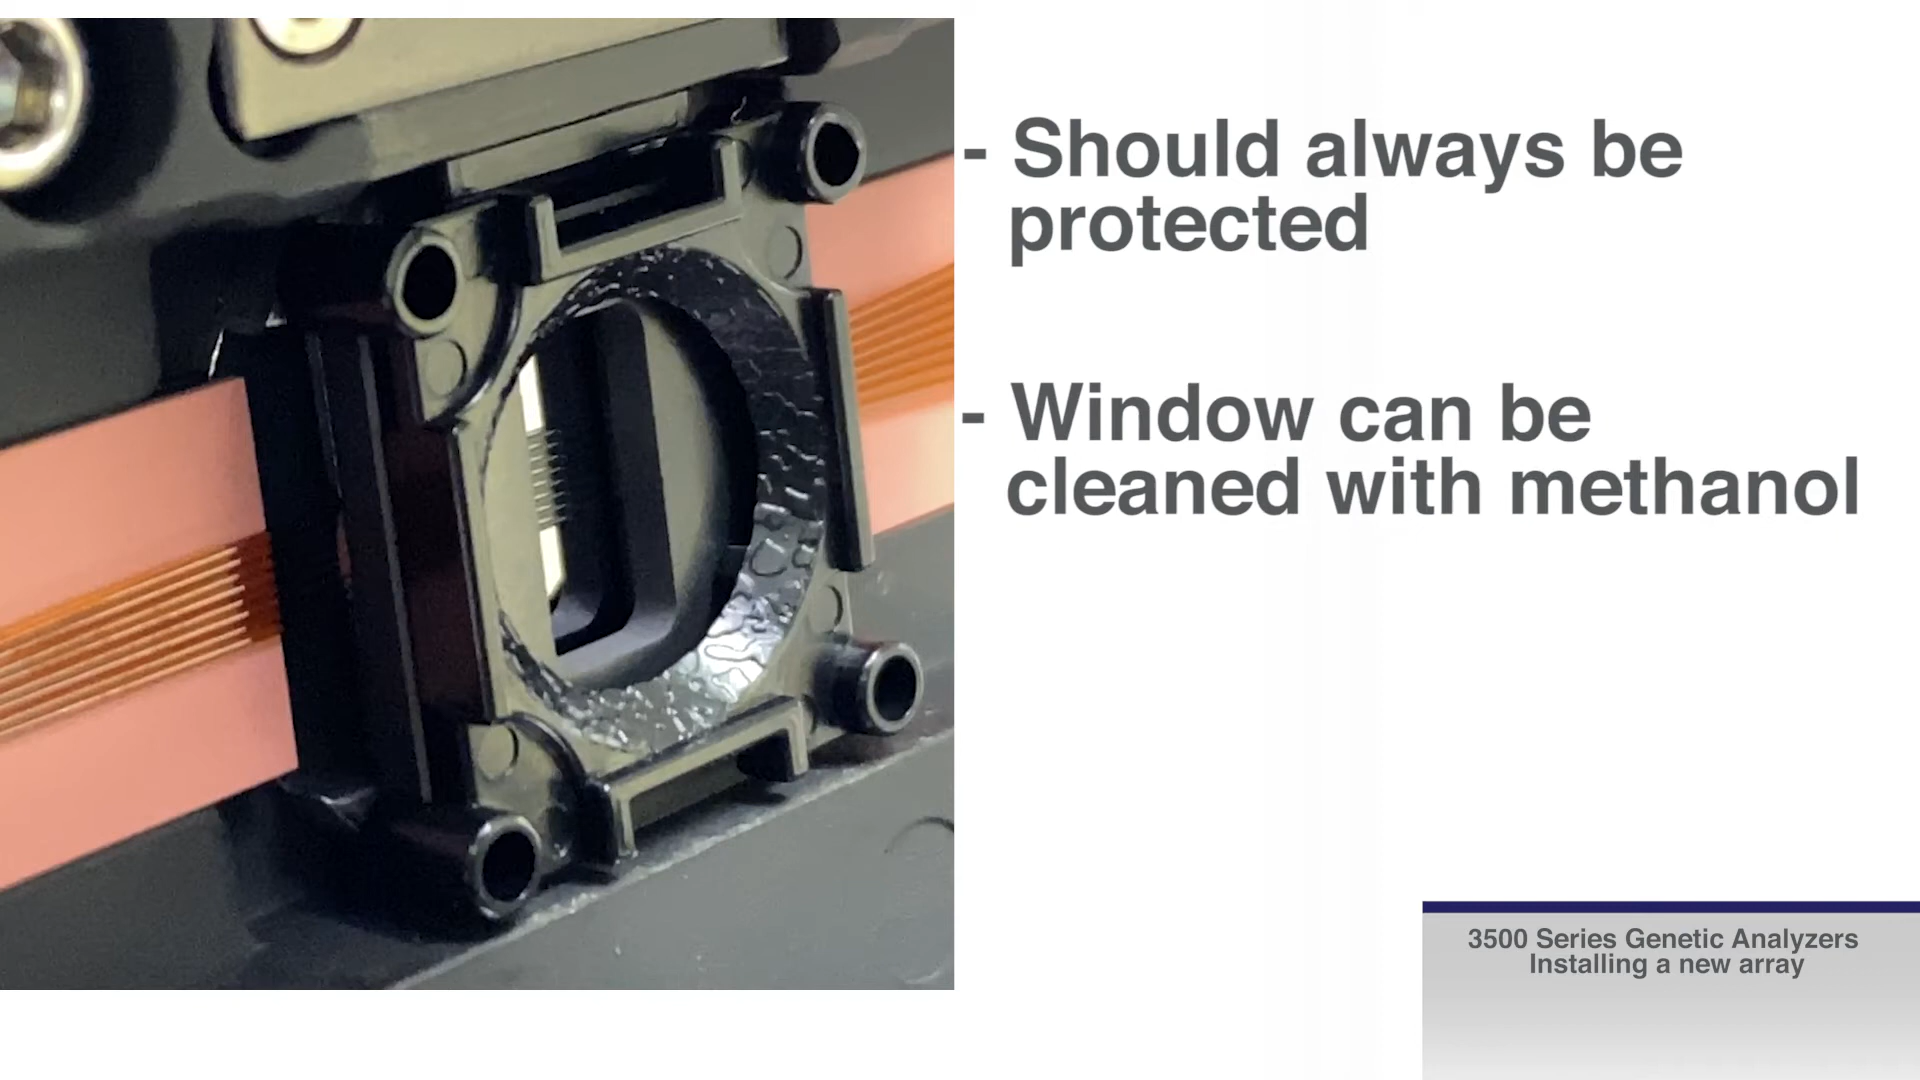 - Should always be
protected
- Window can be
cleaned with methanol
3500 Series Genetic Analyzers
Installing a new array